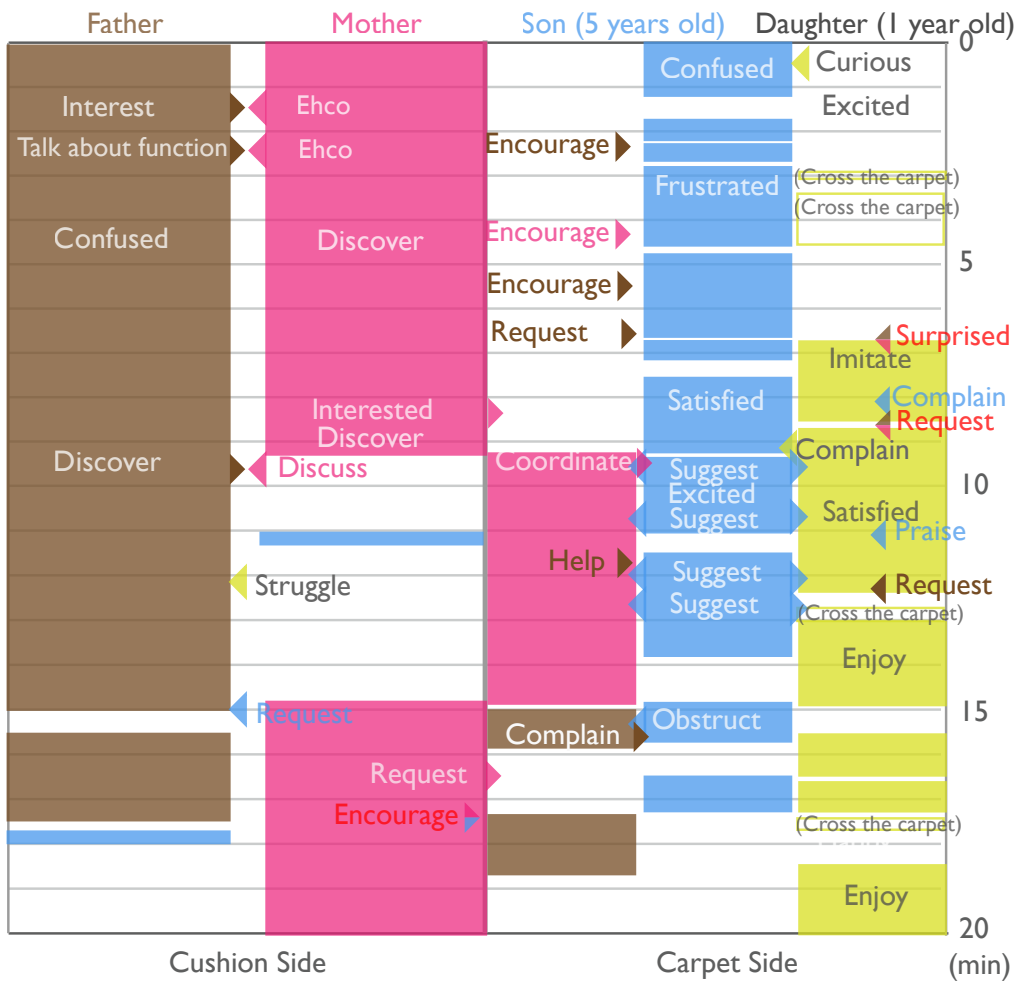 Father Mother Son (5 years old) Daughter (1 year old)
0
Confused Curious
Interest Ehco Excited
Talk about function Ehco Encourage
Frustrated (Cross the carpet)
(Cross the carpet)
Confused Discover Encourage
5
Encourage
Request Surprised
Imitate
Satisfied Complain
Interested Request
Discover Complain
Discover Discuss Coordinate Suggest
10
Excited
Suggest Satisfied
Praise
Help Suggest
Struggle Request
Suggest (Cross the carpet)
Enjoy
15
Request Obstruct
Complain
Request
Encourage (Cross the carpet)
Enjoy
20
Cushion Side Carpet Side (min)